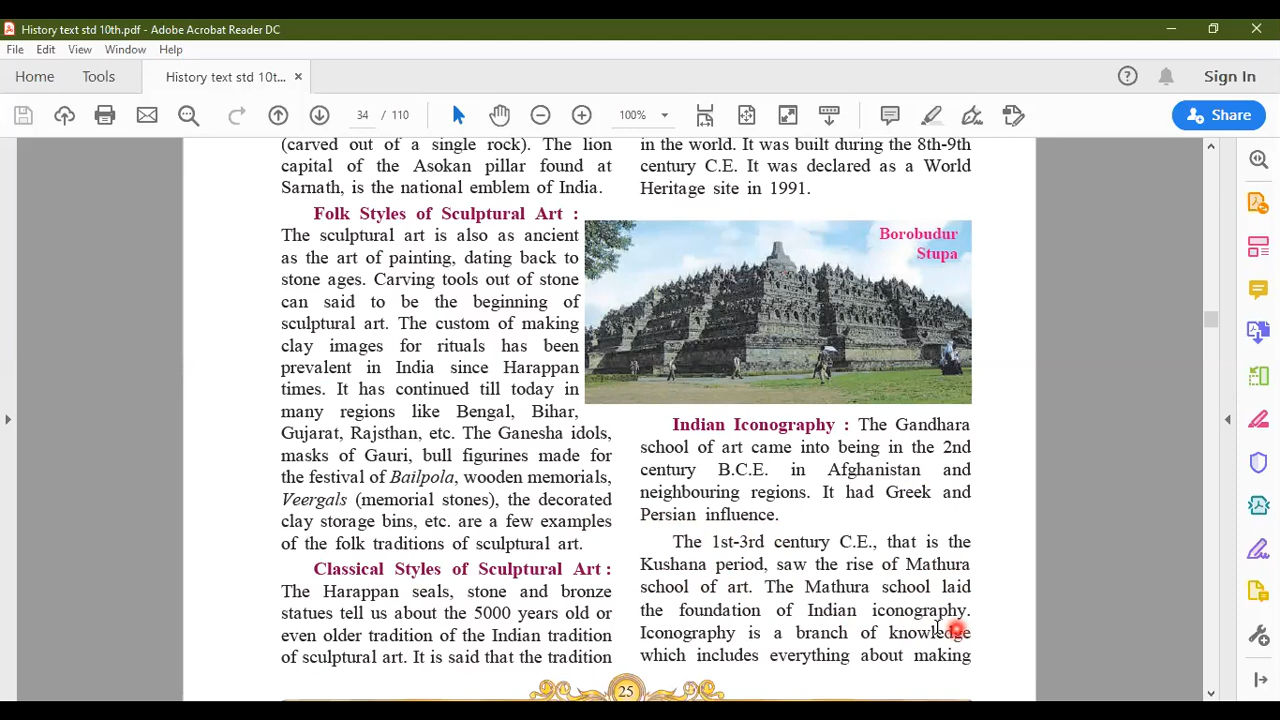 History text std 10th.pdf - Adobe Acrobat Reader DC
File Edit View Window Help
Home Tools History text std 10t... × Sign In
34 / 110 100% Share
(carved out of a single rock). The lion
capital of the Asokan pillar found at
Sarnath, is the national emblem of India.
Folk Styles of Sculptural Art :
The sculptural art is also as ancient
as the art of painting, dating back to
stone ages. Carving tools out of stone
can said to be the beginning of
sculptural art. The custom of making
clay images for rituals has been
prevalent in India since Harappan
times. It has continued till today in
many regions like Bengal, Bihar,
Gujarat, Rajsthan, etc. The Ganesha idols,
masks of Gauri, bull figurines made for
the festival of Bailpola, wooden memorials,
Veergals (memorial stones), the decorated
clay storage bins, etc. are a few examples
of the folk traditions of sculptural art.
Classical Styles of Sculptural Art :
The Harappan seals, stone and bronze
statues tell us about the 5000 years old or
even older tradition of the Indian tradition
of sculptural art. It is said that the tradition
in the world. It was built during the 8th-9th
century C.E. It was declared as a World
Heritage site in 1991.
Borobudur
Stupa
Indian Iconography : The Gandhara
school of art came into being in the 2nd
century B.C.E. in Afghanistan and
neighbouring regions. It had Greek and
Persian influence.
The 1st-3rd century C.E., that is the
Kushana period, saw the rise of Mathura
school of art. The Mathura school laid
the foundation of Indian iconography.
Iconography is a branch of knowledge
which includes everything about making
25